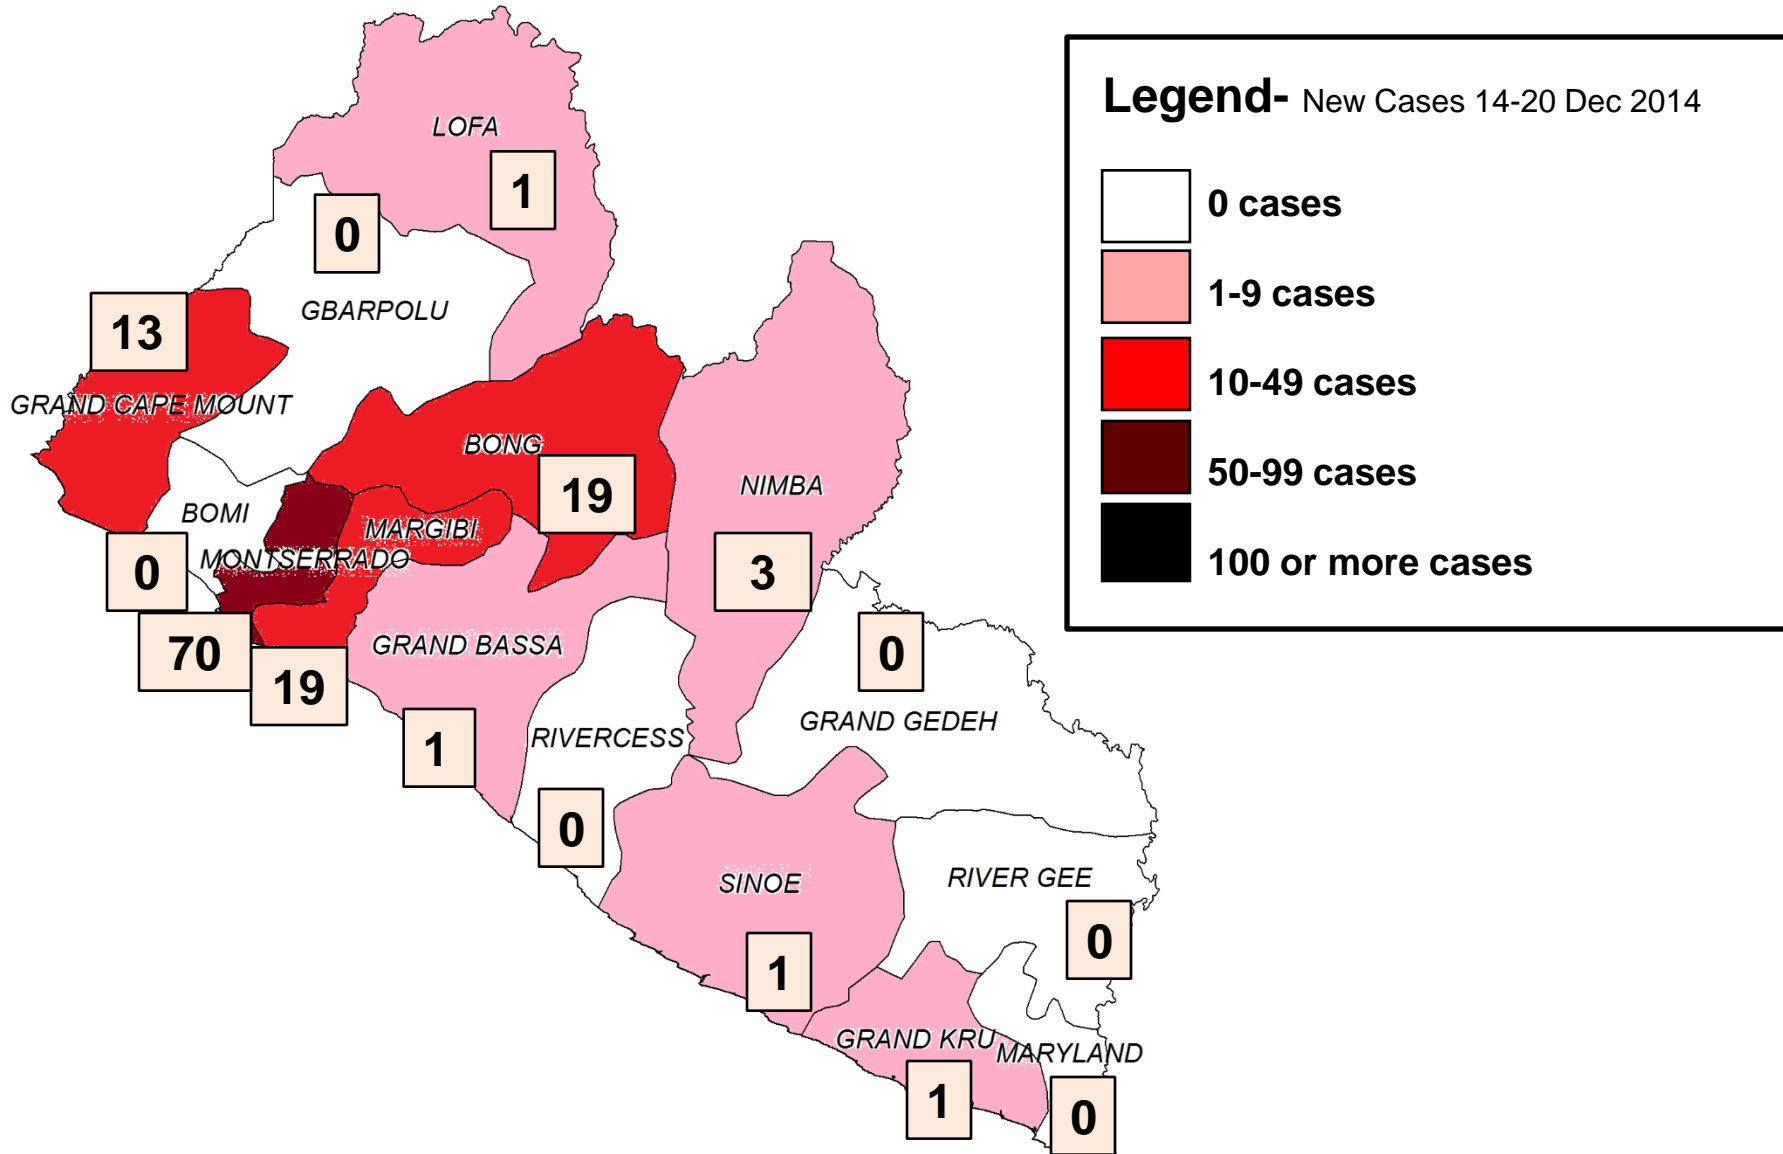 Legend- New Cases 14-20 Dec 2014
0 cases
1-9 cases
10-49 cases
50-99 cases
100 or more cases
LOFA
1
0
GBARPOLU
13
GRAND CAPE MOUNT
BONG
19
NIMBA
3
BOMI
0
MARGIBI
MONTSERRADO
70
19
GRAND BASSA
1
RIVERCESS
0
0
GRAND GEDEH
SINOE
1
RIVER GEE
0
GRAND KRU
1
MARYLAND
0